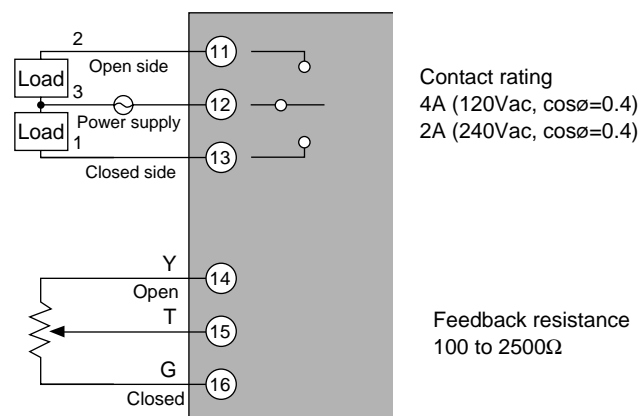 2
Open side
11
Load
3
Power supply
12
Load
1
Closed side
13
Contact rating
4A (120Vac, cosø=0.4)
2A (240Vac, cosø=0.4)
Y
Open
14
T
15
G
Closed
16
Feedback resistance
100 to 2500Ω